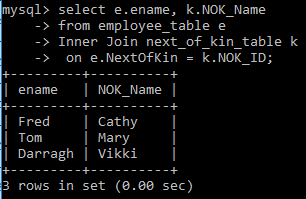 mysql> select e.ename, k.NOK_Name
-> from employee_table e
-> Inner Join next_of_kin_table k
-> on e.NextOfKin = k.NOK_ID;
+---------+----------+
| ename | NOK_Name |
+---------+----------+
| Fred | Cathy |
| Tom | Mary |
| Darragh | Vikki |
+---------+----------+
3 rows in set (0.00 sec)